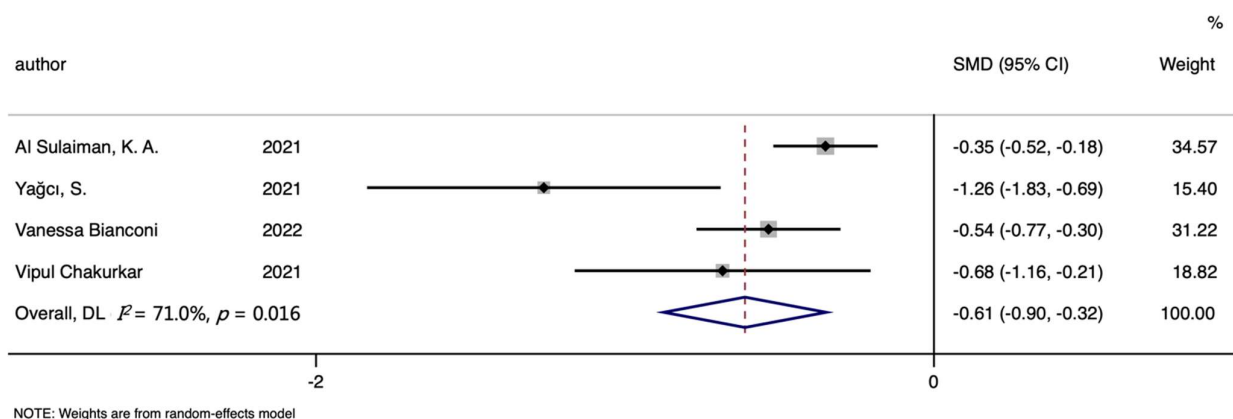 %
author SMD (95% CI) Weight
Al Sulaiman, K. A. 2021 -0.35 (-0.52, -0.18) 34.57
Yağcı, S. 2021 -1.26 (-1.83, -0.69) 15.40
Vanessa Bianconi 2022 -0.54 (-0.77, -0.30) 31.22
Vipul Chakurkar 2021 -0.68 (-1.16, -0.21) 18.82
Overall, DL I² = 71.0%, p = 0.016 -0.61 (-0.90, -0.32) 100.00
-2 0
NOTE: Weights are from random-effects model